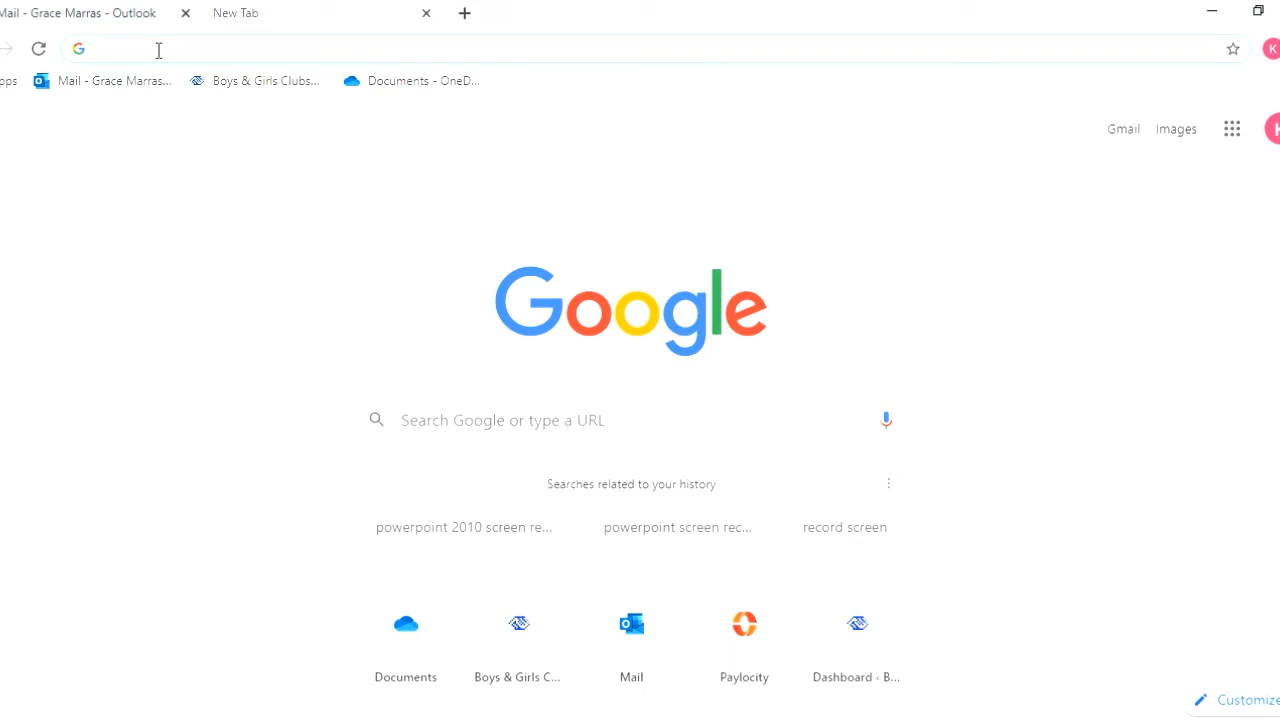 Mail - Grace Marras - Outlook
New Tab
Mail - Grace Marras... Boys & Girls Clubs... Documents - OneD...
Gmail Images
Google
Search Google or type a URL
Searches related to your history
powerpoint 2010 screen re... powerpoint screen rec... record screen
Documents Boys & Girls C... Mail Paylocity Dashboard ‹ B...
Customize